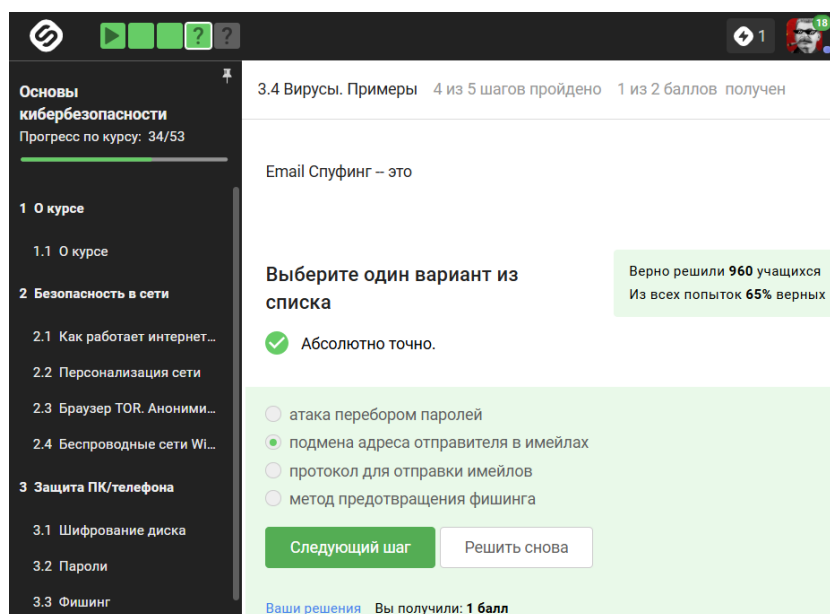 ? ?
1
18
Основы
кибербезопасности
Прогресс по курсу: 34/53
1 О курсе
1.1 О курсе
2 Безопасность в сети
2.1 Как работает интернет...
2.2 Персонализация сети
2.3 Браузер TOR. Аноними...
2.4 Беспроводные сети Wi...
3 Защита ПК/телефона
3.1 Шифрование диска
3.2 Пароли
3.3 Фишинг
3.4 Вирусы. Примеры 4 из 5 шагов пройдено 1 из 2 баллов получен
Email Спуфинг -- это
Выберите один вариант из
списка
Верно решили 960 учащихся
Из всех попыток 65% верных
Абсолютно точно.
атака перебором паролей
подмена адреса отправителя в имейлах
протокол для отправки имейлов
метод предотвращения фишинга
Следующий шаг Решить снова
Ваши решения Вы получили: 1 балл